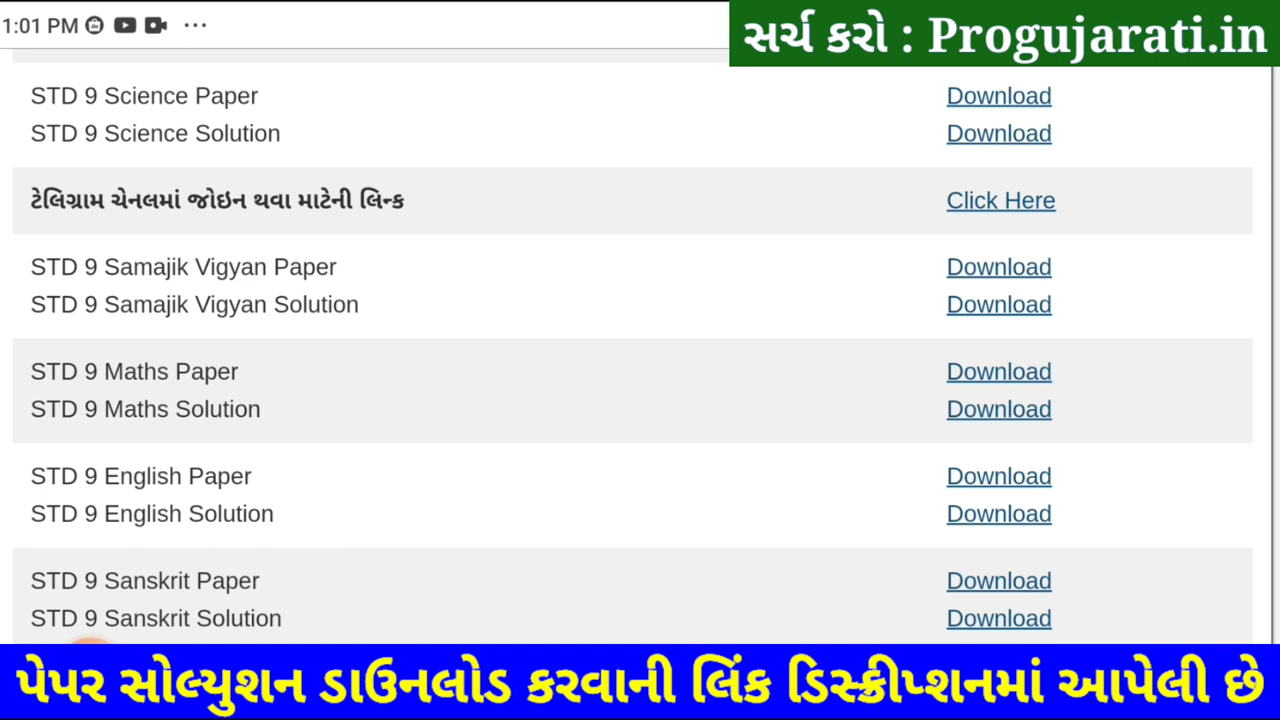 1:01 PM ...
સર્ચ કરો : Progujarati.in
STD 9 Science Paper Download
STD 9 Science Solution Download
ટેલિગ્રામ ચેનલમાં જોઇન થવા માટેની લિન્ક Click Here
STD 9 Samajik Vigyan Paper Download
STD 9 Samajik Vigyan Solution Download
STD 9 Maths Paper Download
STD 9 Maths Solution Download
STD 9 English Paper Download
STD 9 English Solution Download
STD 9 Sanskrit Paper Download
STD 9 Sanskrit Solution Download
પેપર સોલ્યુશન ડાઉનલોડ કરવાની લિંક ડિસ્ક્રીપ્શનમાં આપેલી છે